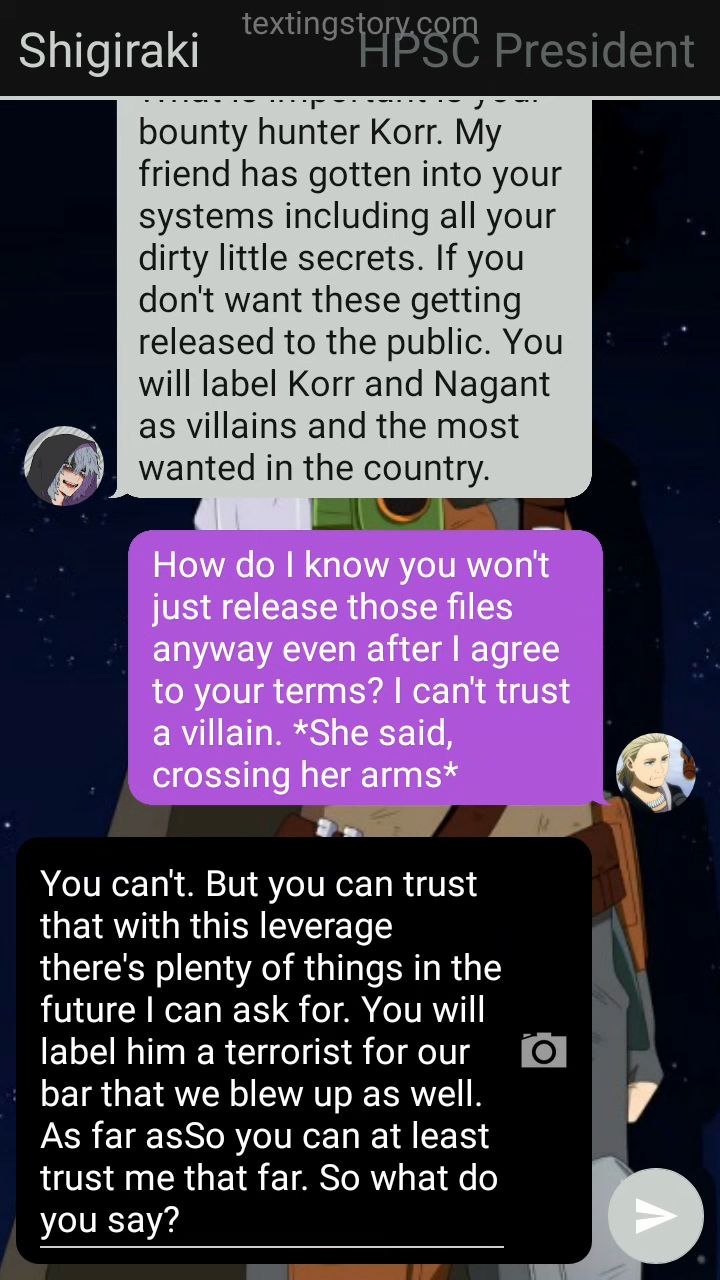 textingstory.com
Shigiraki
HPSC President
What is important is your
bounty hunter Korr. My
friend has gotten into your
systems including all your
dirty little secrets. If you
don't want these getting
released to the public. You
will label Korr and Nagant
as villains and the most
wanted in the country.
How do I know you won't
just release those files
anyway even after I agree
to your terms? I can't trust
a villain. *She said,
crossing her arms*
You can't. But you can trust
that with this leverage
there's plenty of things in the
future I can ask for. You will
label him a terrorist for our
bar that we blew up as well.
As far asSo you can at least
trust me that far. So what do
you say?